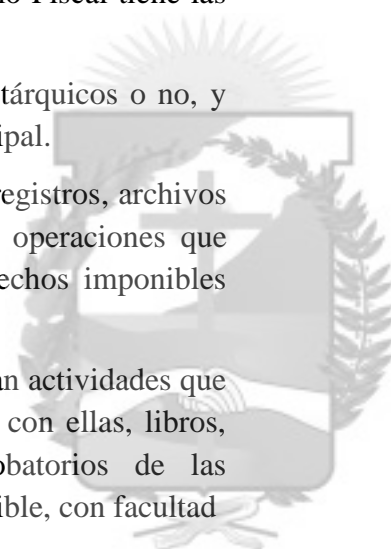 o Fiscal tiene las
tárquicos o no, y
ipal.
registros, archivos
operaciones que
echos imponibles
an actividades que
con ellas, libros,
obatorios de las
ible, con facultad